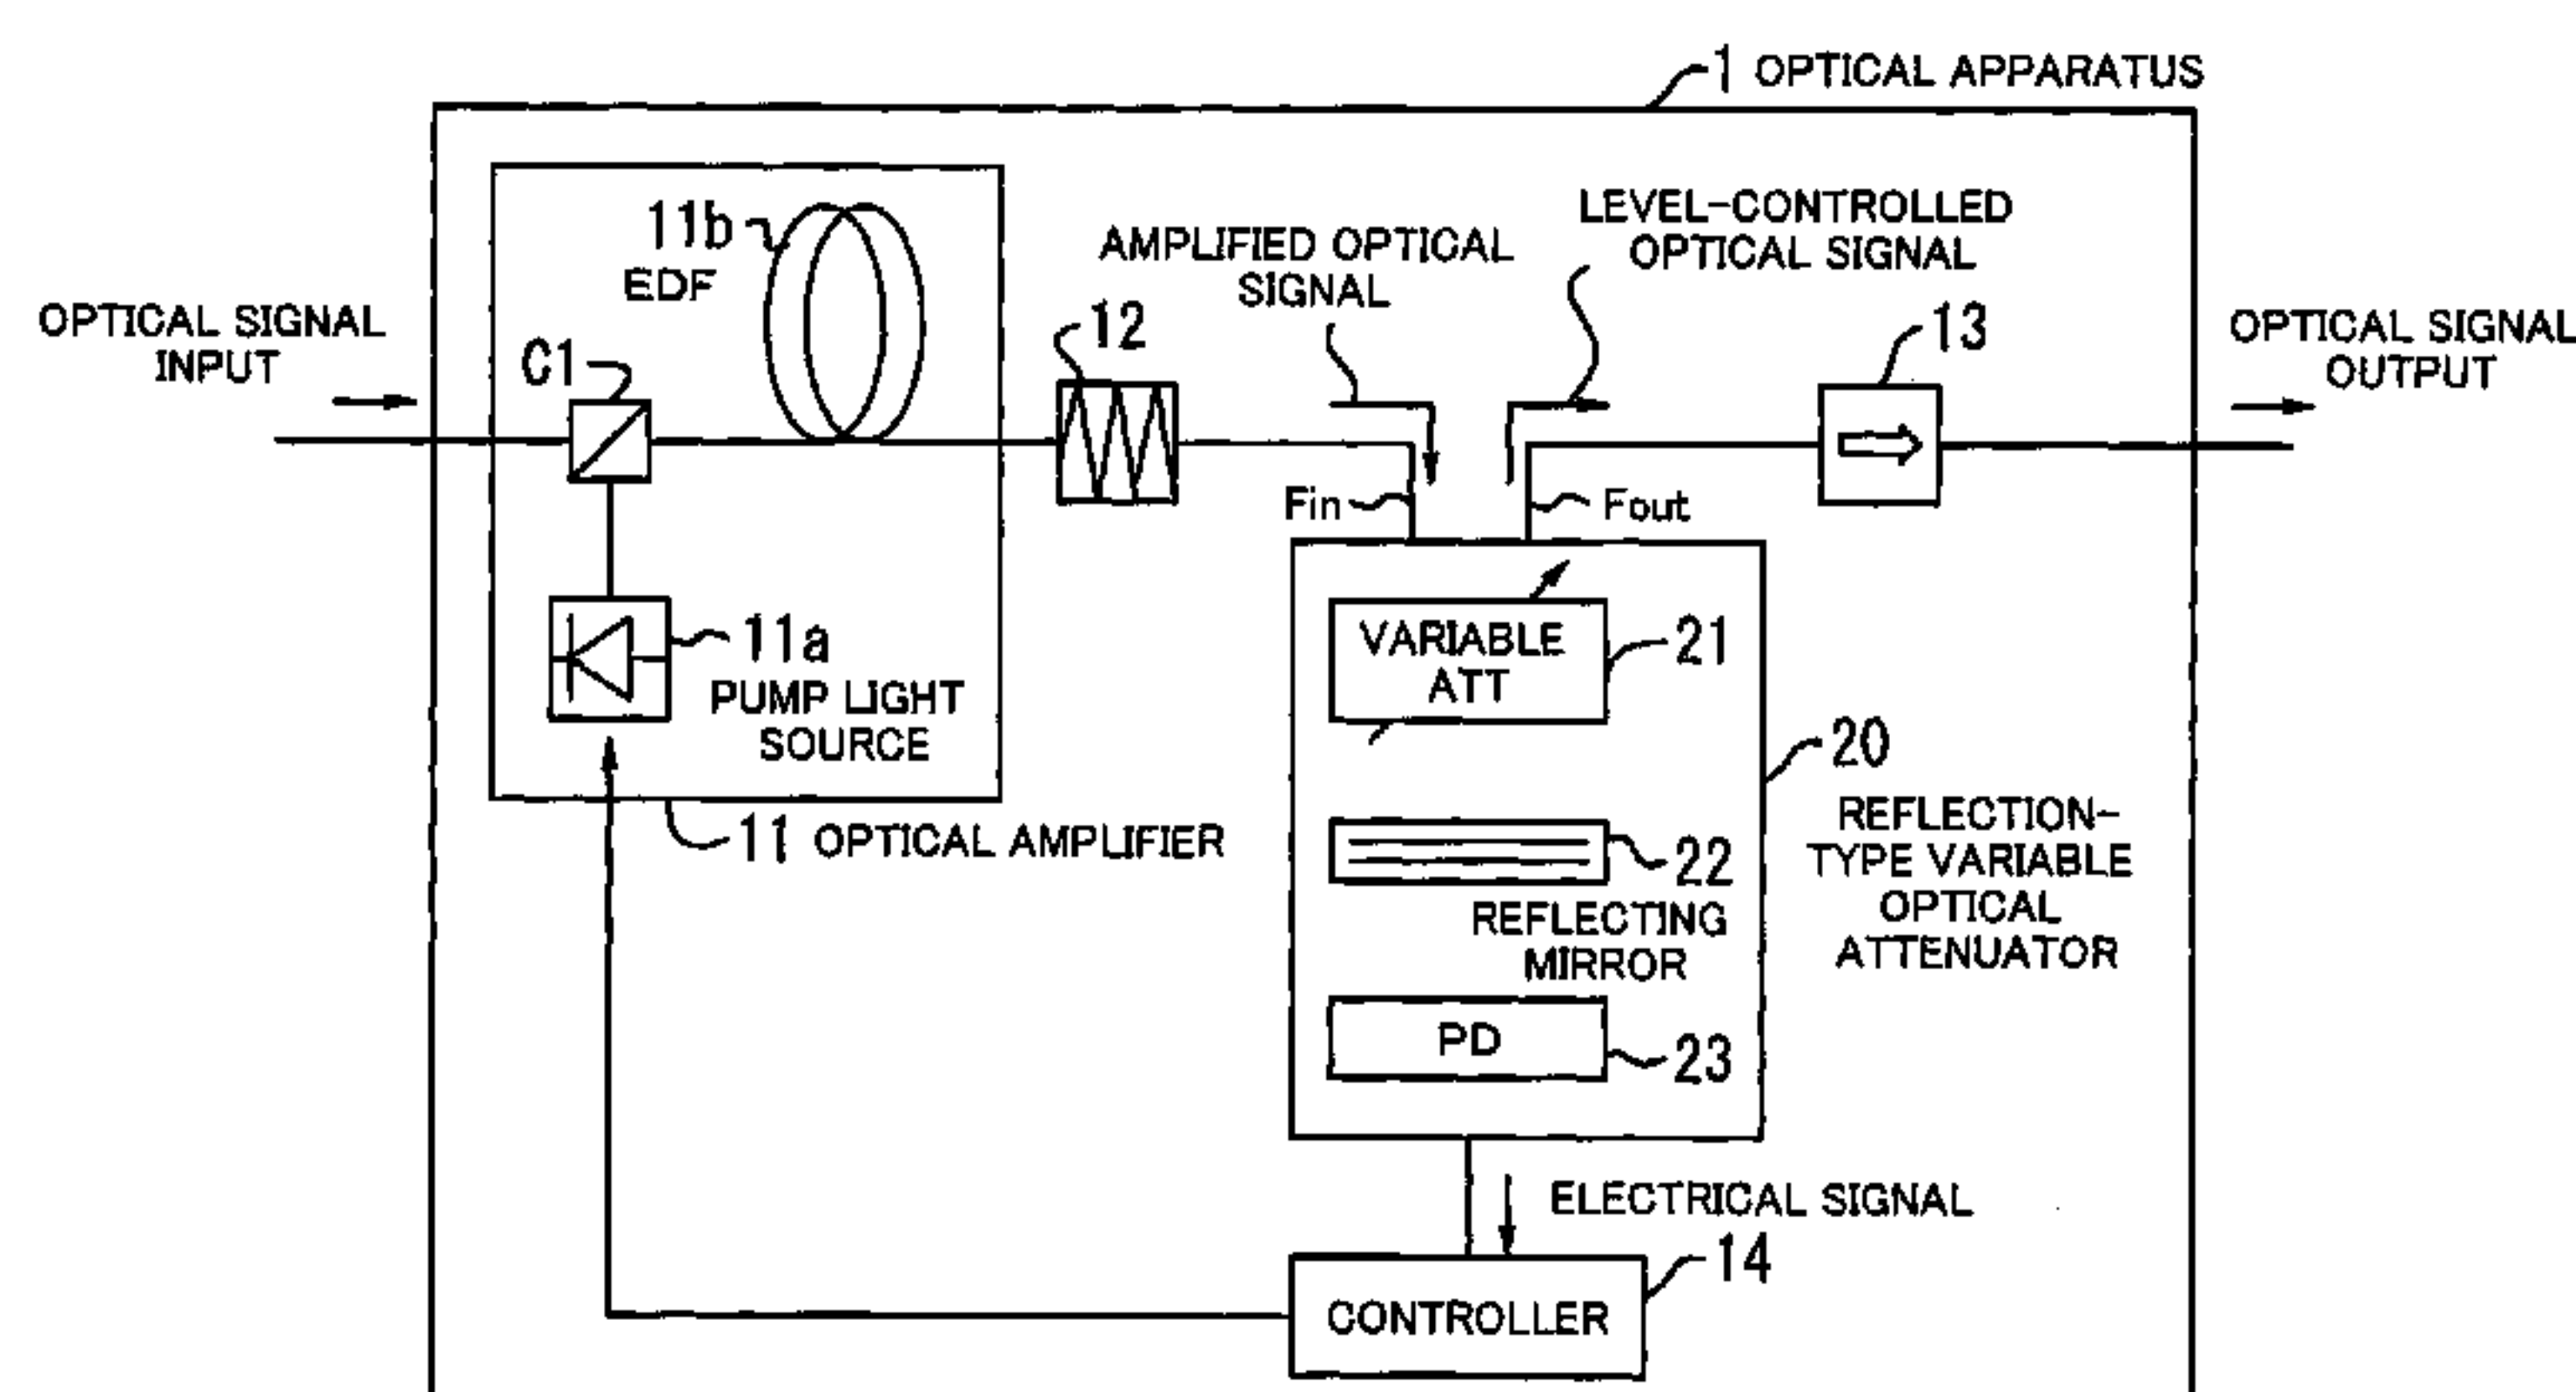 1 OPTICAL APPARATUS
OPTICAL SIGNAL
INPUT
11b
EDF
C1
11a
PUMP LIGHT
SOURCE
11 OPTICAL AMPLIFIER
12
AMPLIFIED OPTICAL
SIGNAL
LEVEL-CONTROLLED
OPTICAL SIGNAL
Fin
Fout
13
OPTICAL SIGNAL
OUTPUT
VARIABLE
ATT
21
22
REFLECTING
MIRROR
PD
23
20
REFLECTION-
TYPE VARIABLE
OPTICAL
ATTENUATOR
ELECTRICAL SIGNAL
14
CONTROLLER